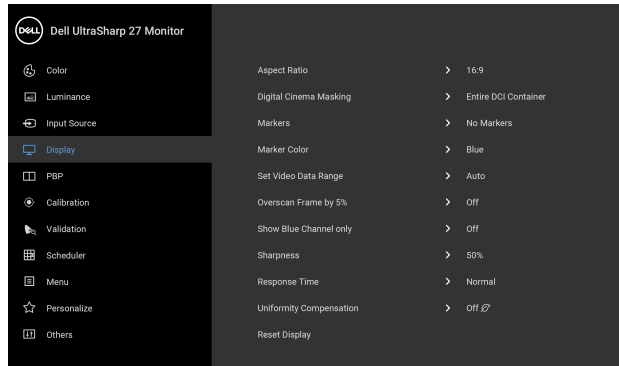 DELL Dell UltraSharp 27 Monitor
Color
Luminance
Input Source
Display
PBP
Calibration
Validation
Scheduler
Menu
Personalize
Others
Aspect Ratio > 16:9
Digital Cinema Masking > Entire DCI Container
Markers > No Markers
Marker Color > Blue
Set Video Data Range > Auto
Overscan Frame by 5% > Off
Show Blue Channel only > Off
Sharpness > 50%
Response Time > Normal
Uniformity Compensation > Off
Reset Display